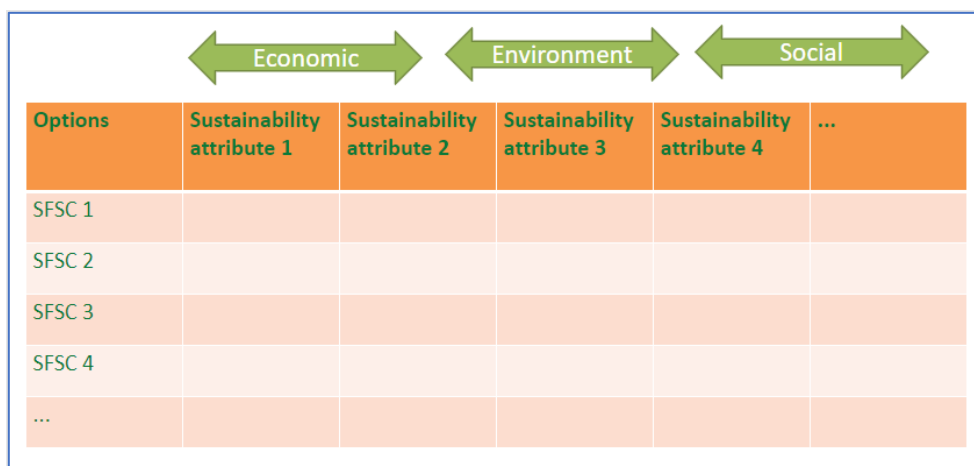 Economic
Environment
Social
Options
Sustainability
attribute 1
Sustainability
attribute 2
Sustainability
attribute 3
Sustainability
attribute 4
...
SFSC 1
SFSC 2
SFSC 3
SFSC 4
...